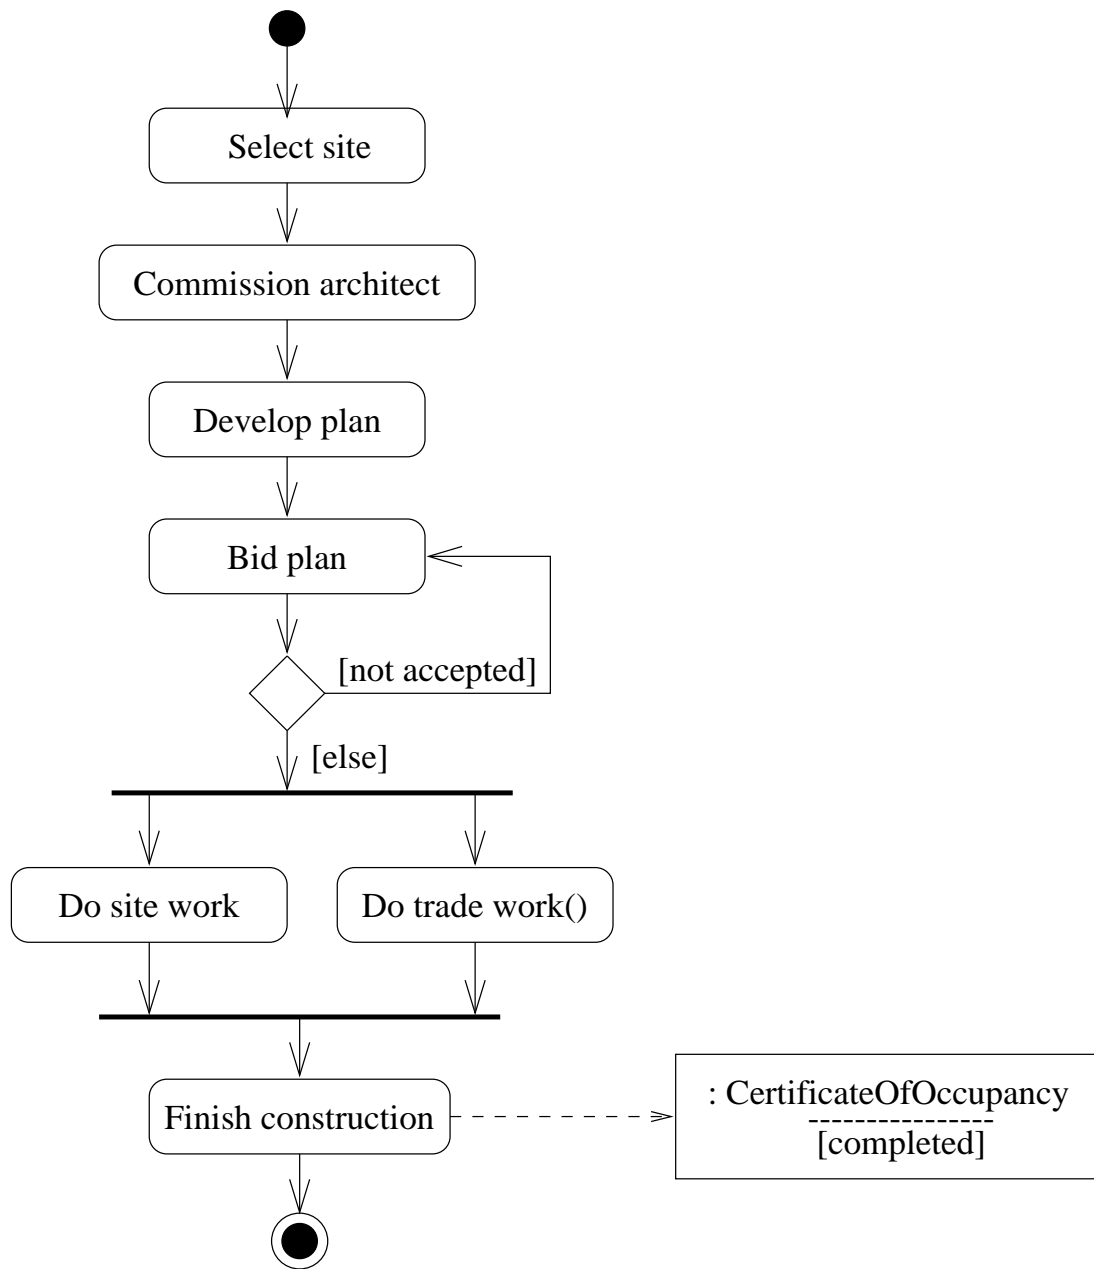 Select site
Commission architect
Develop plan
Bid plan
[not accepted]
[else]
Do site work
Do trade work()
: CertificateOfOccupancy
Finish construction
[completed]